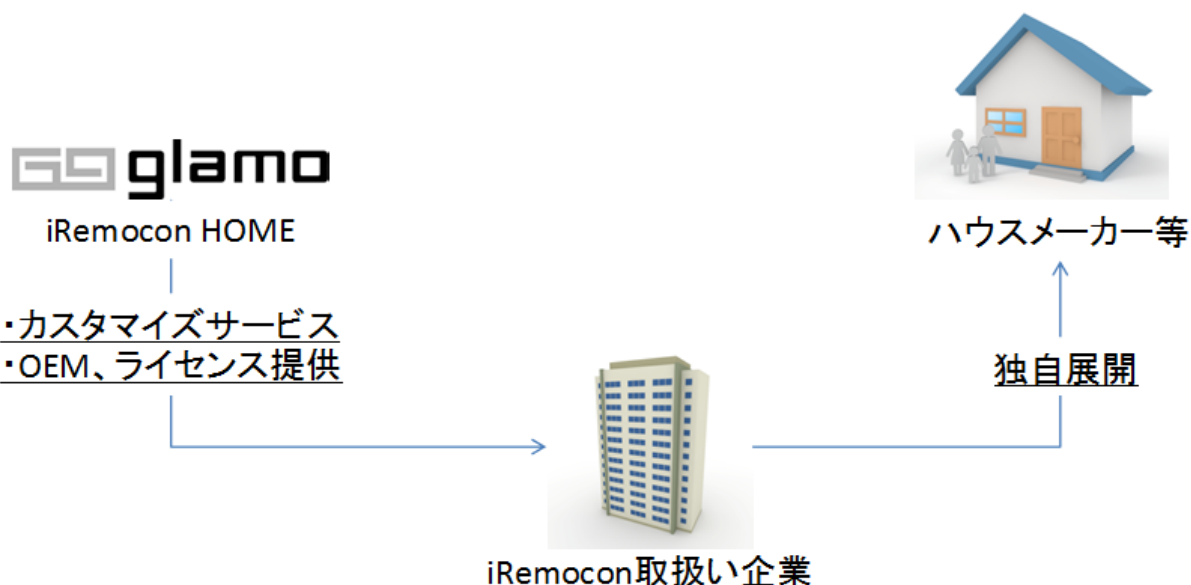 glamo
iRemocon HOME
・カスタマイズサービス
・OEM、ライセンス提供
iRemocon取扱い企業
独自展開
ハウスメーカー等